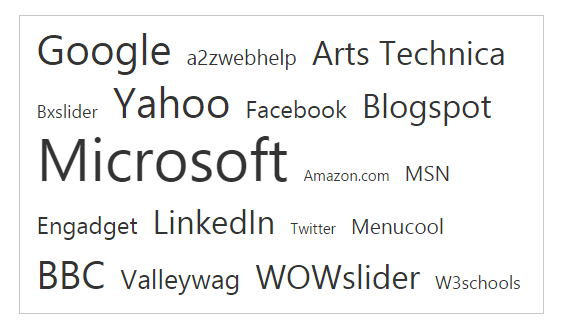 Google a2zwebhelp Arts Technica
Bxslider Yahoo Facebook Blogspot
Microsoft Amazon.com MSN
Engadget LinkedIn Twitter Menucool
BBC Valleywag WOWslider W3schools